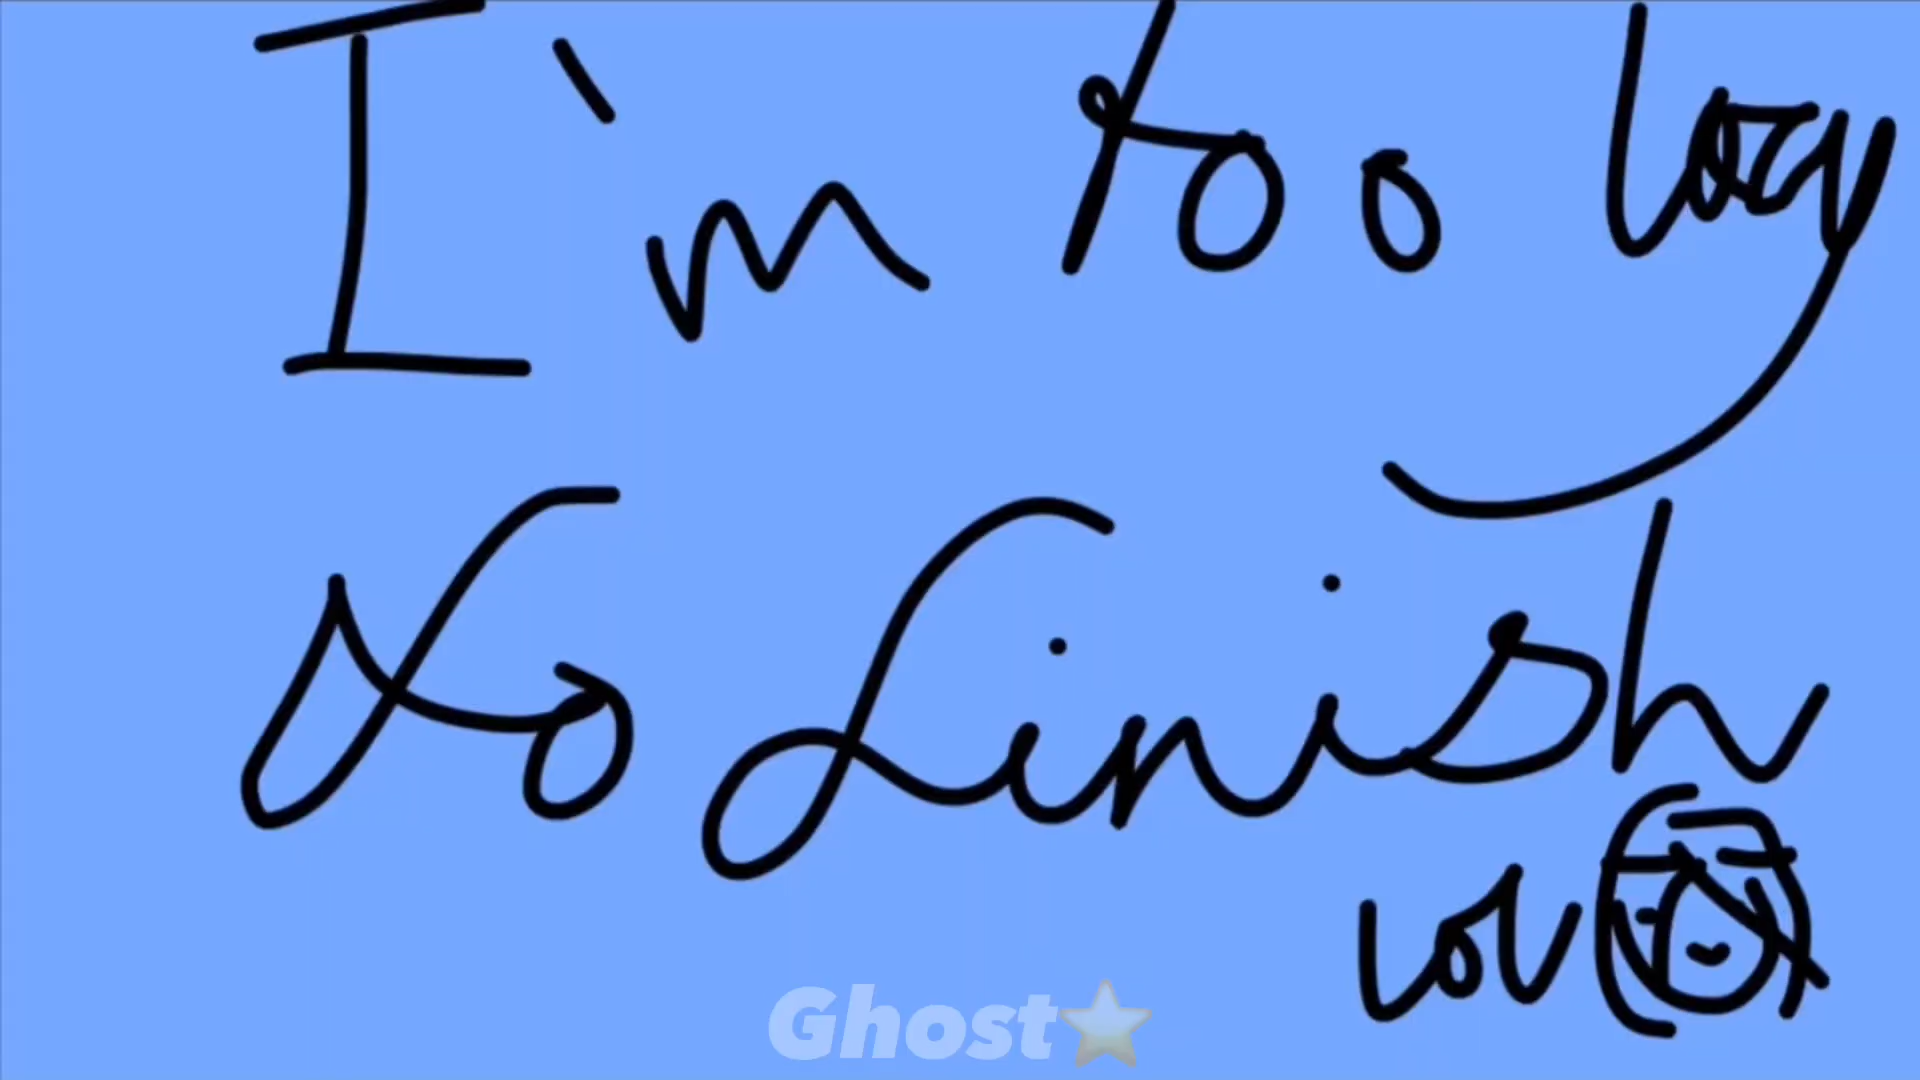 I'm too lazy
to finish
lol
Ghost⭐